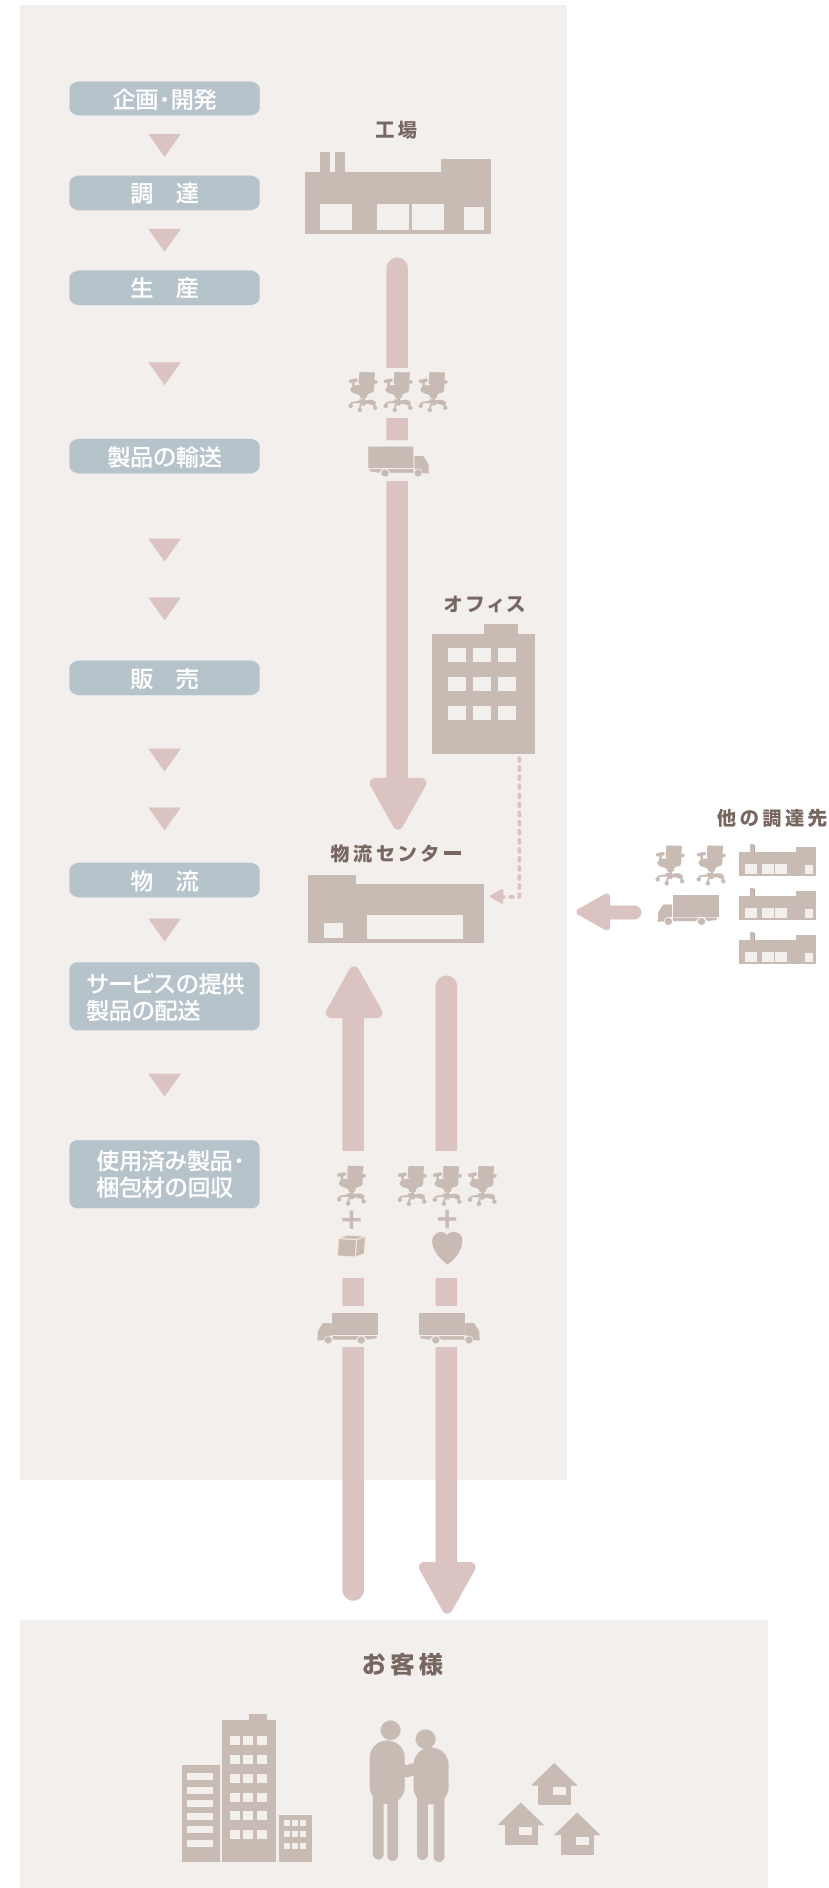 企画・開発
工場
調　達
生　産
製品の輸送
オフィス
販　売
他の調達先
物流センター
物　流
サービスの提供
製品の配送
使用済み製品・
梱包材の回収
お客様